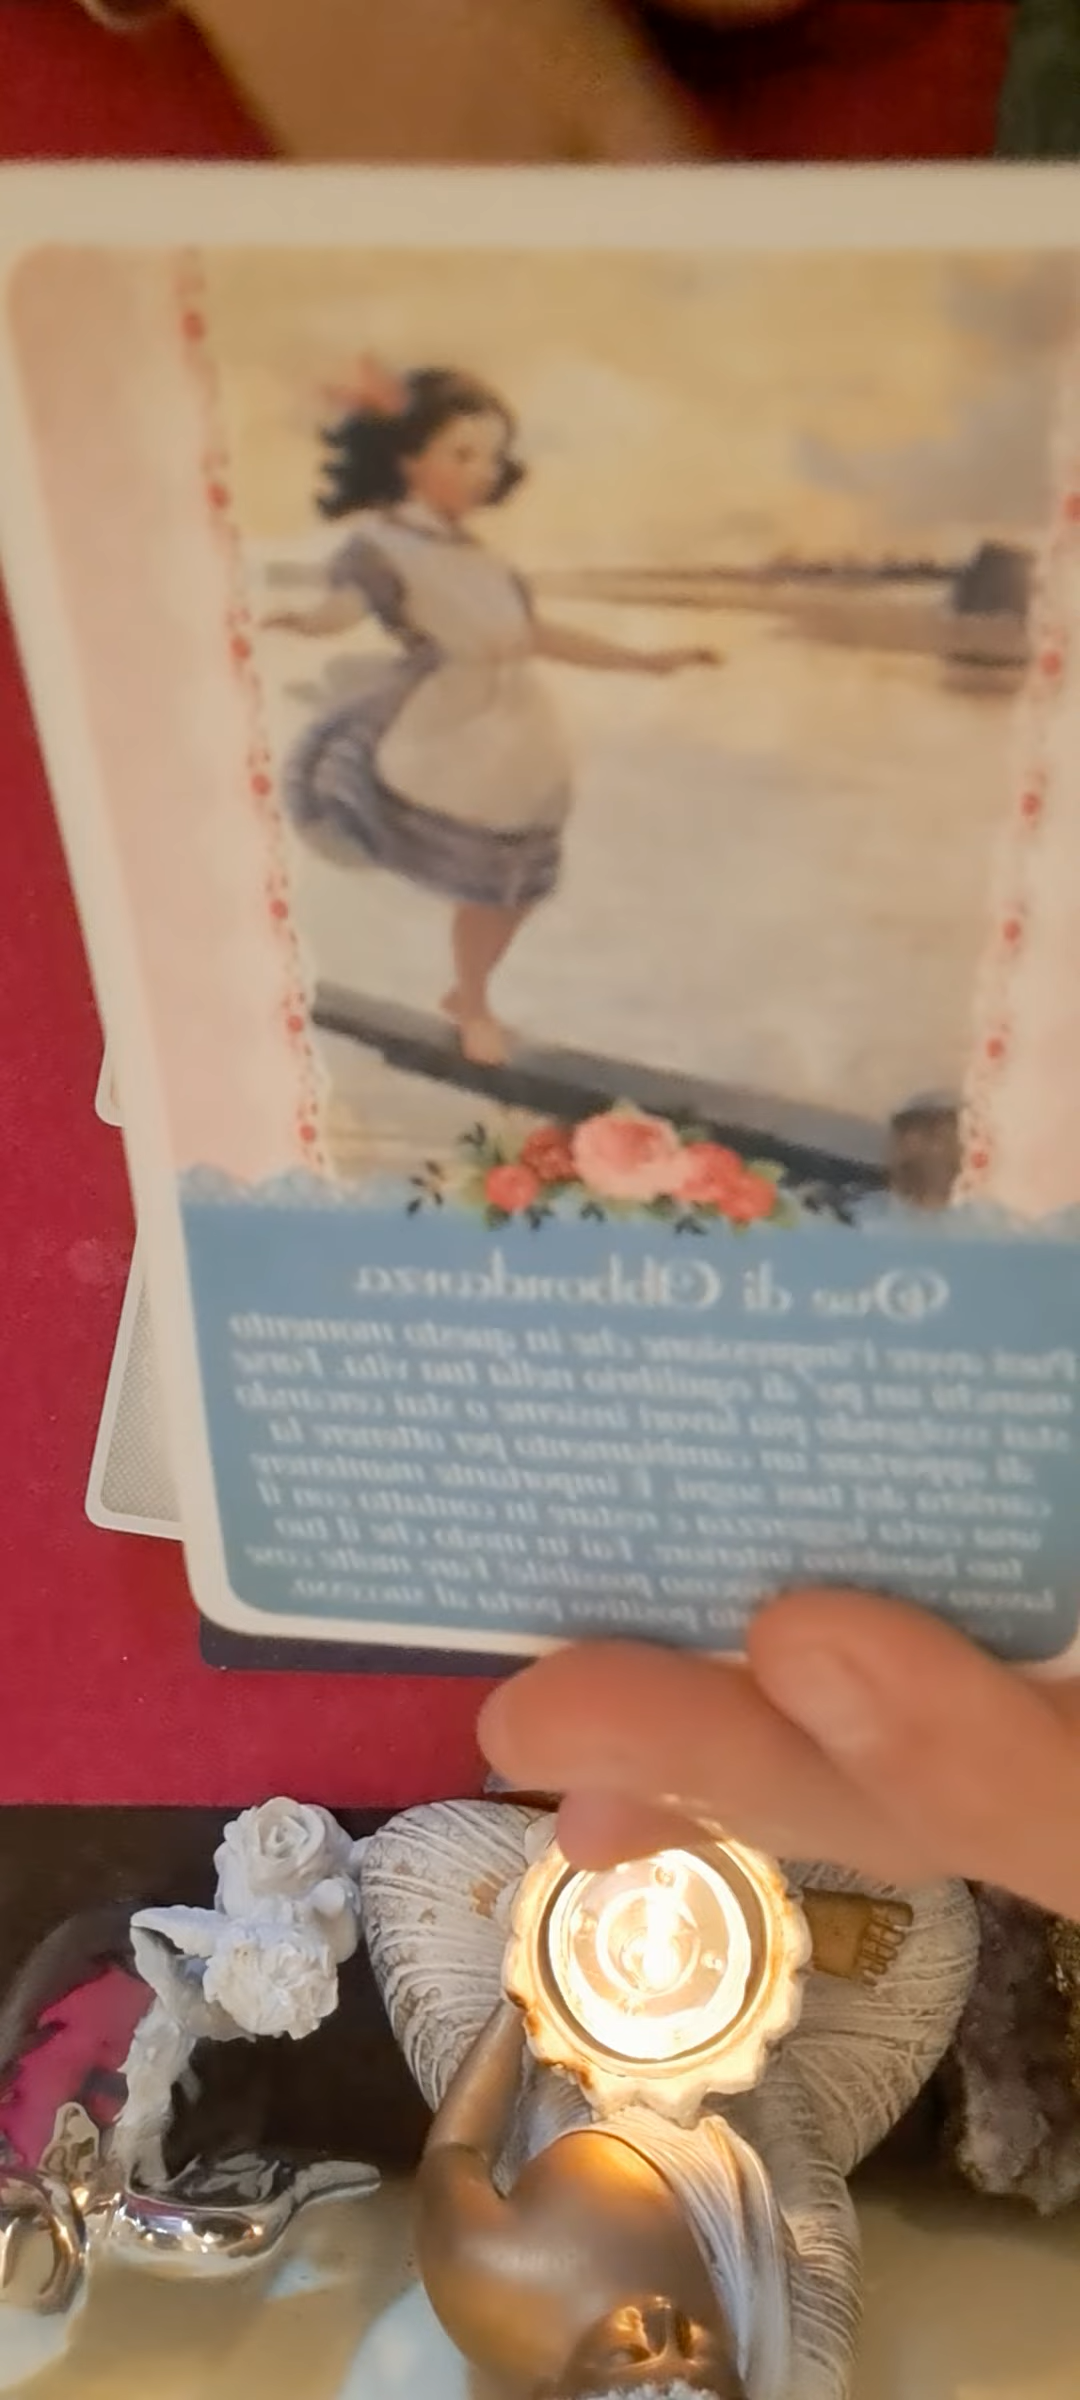 Due di Abbondanza
Puoi avere l'impressione che in questo momento
manchi un po' di equilibrio nella tua vita. Forse
stai svolgendo più lavori insieme o stai cercando
di apportare un cambiamento per ottenere la
carriera dei tuoi sogni. È importante mantenere
una certa leggerezza e restare in contatto con il
tuo bambino interiore. Fai in modo che il tuo
lavoro giocoso possibile! Fare molte cose
positivo porta al successo.